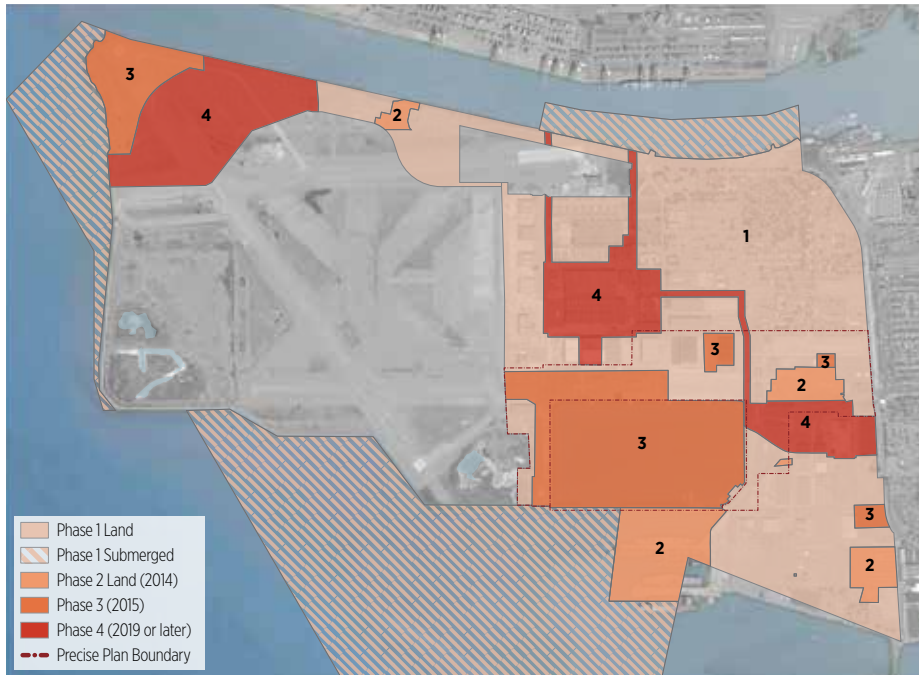 3
4
2
1
4
3
3
2
4
3
3
2
2
Phase 1 Land
Phase 1 Submerged
Phase 2 Land (2014)
Phase 3 (2015)
Phase 4 (2019 or later)
Precise Plan Boundary